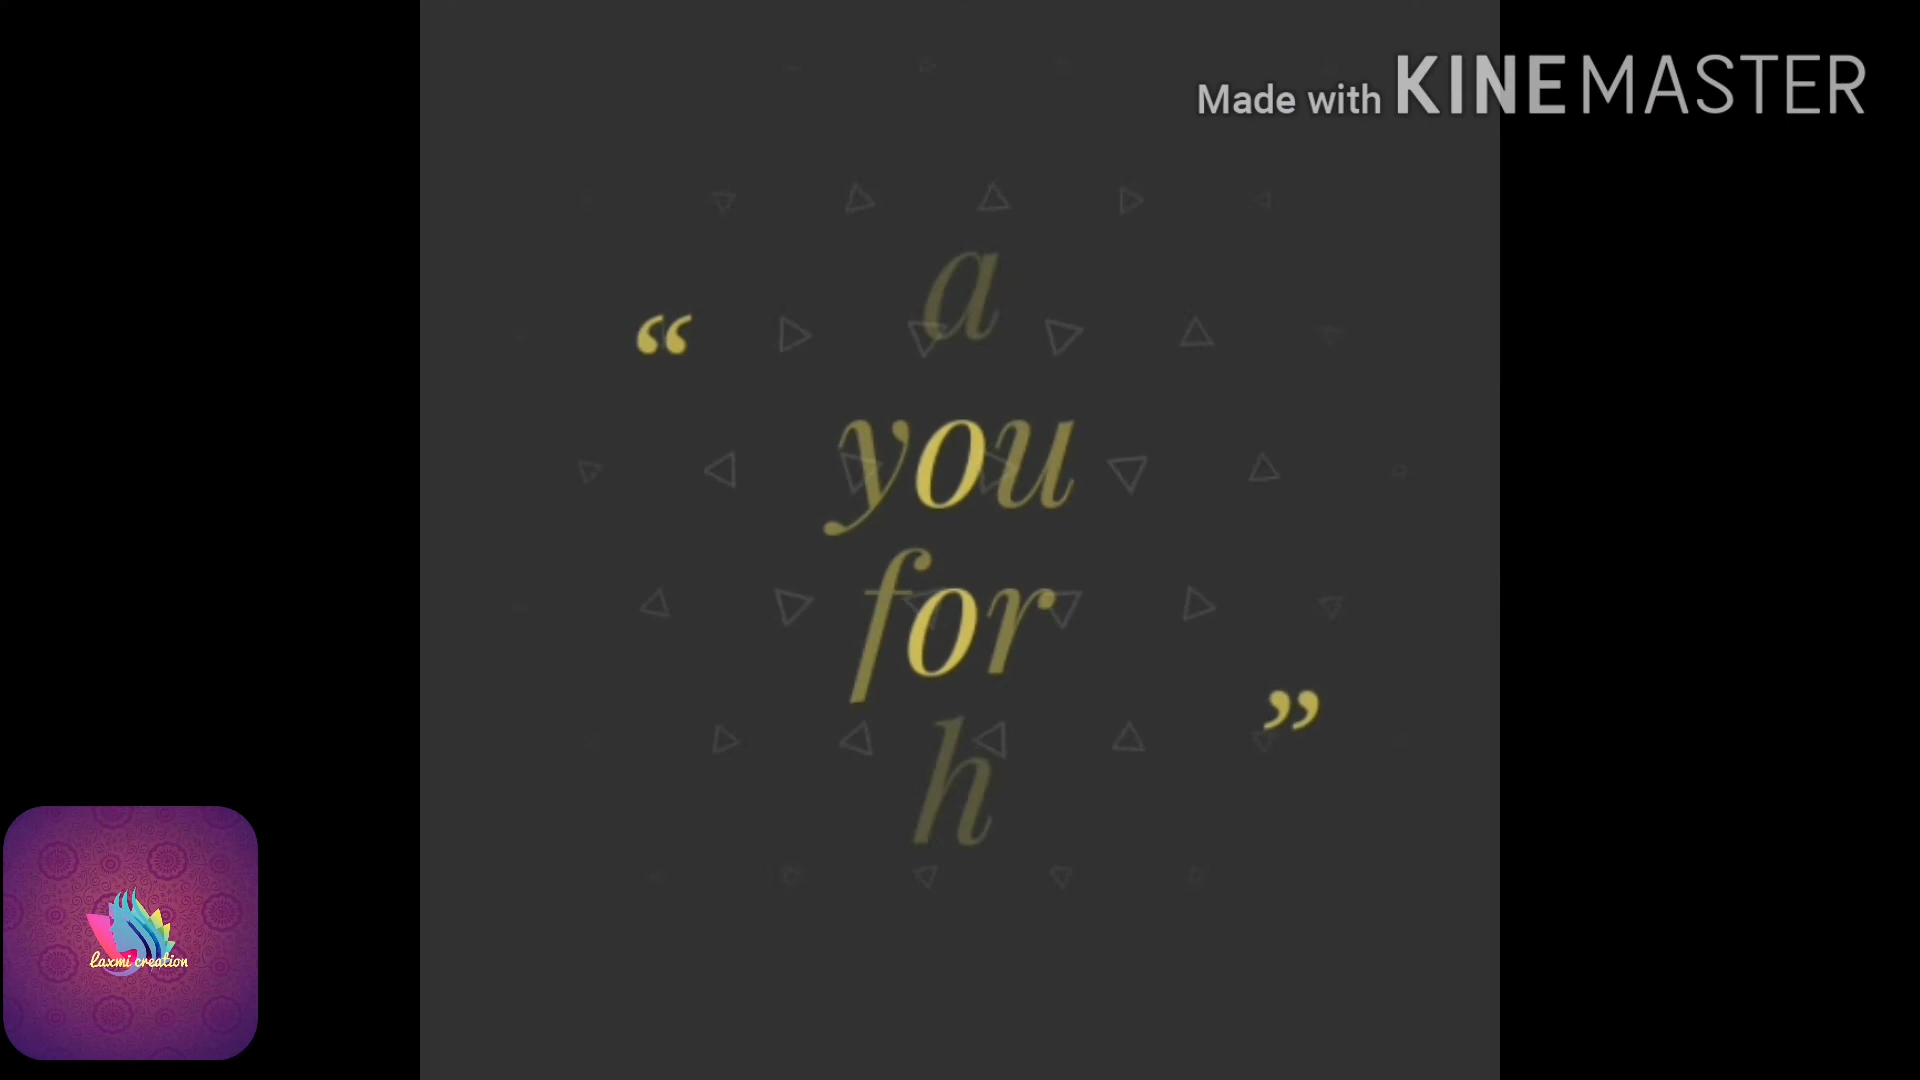 Made with KINEMASTER
“
a
you
for
h
”
Laxmi creation